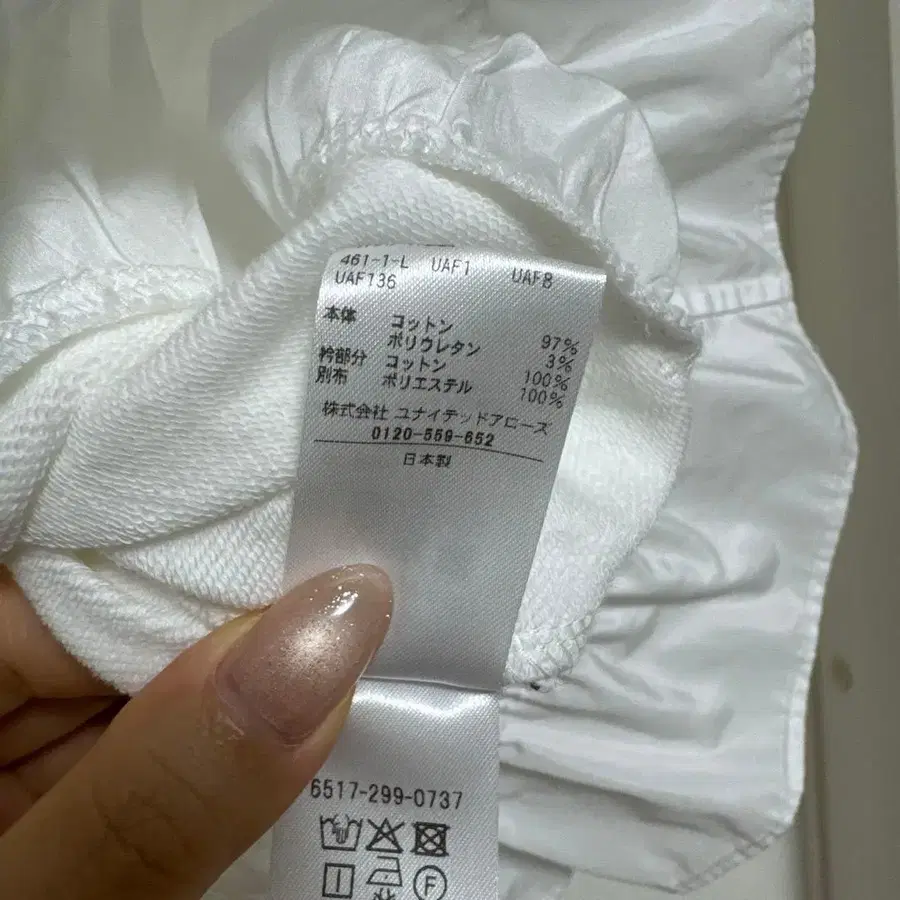 461-1-L UAF1 UAF8
UAF136
本体 コットン 97%
ポリウレタン 3%
衿部分 コットン 100%
別布 ポリエステル 100%
株式会社 ユナイテッドアローズ
0120-559-652
日本製
6517-299-0737
F